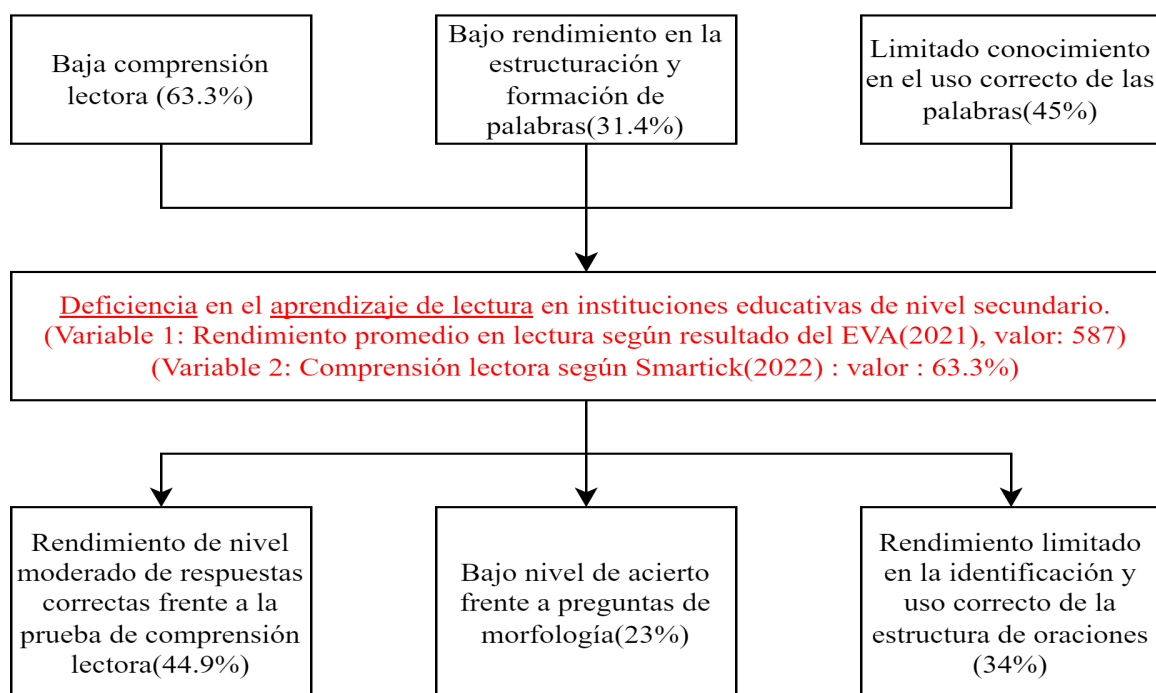 Baja comprensión
lectora (63.3%)
Bajo rendimiento en la
estructuración y
formación de
palabras(31.4%)
Limitado conocimiento
en el uso correcto de las
palabras(45%)
Deficiencia en el aprendizaje de lectura en instituciones educativas de nivel secundario.
(Variable 1: Rendimiento promedio en lectura según resultado del EVA(2021), valor: 587)
(Variable 2: Comprensión lectora según Smartick(2022) : valor : 63.3%)
Rendimiento de nivel
moderado de respuestas
correctas frente a la
prueba de comprensión
lectora(44.9%)
Bajo nivel de acierto
frente a preguntas de
morfología(23%)
Rendimiento limitado
en la identificación y
uso correcto de la
estructura de oraciones
(34%)